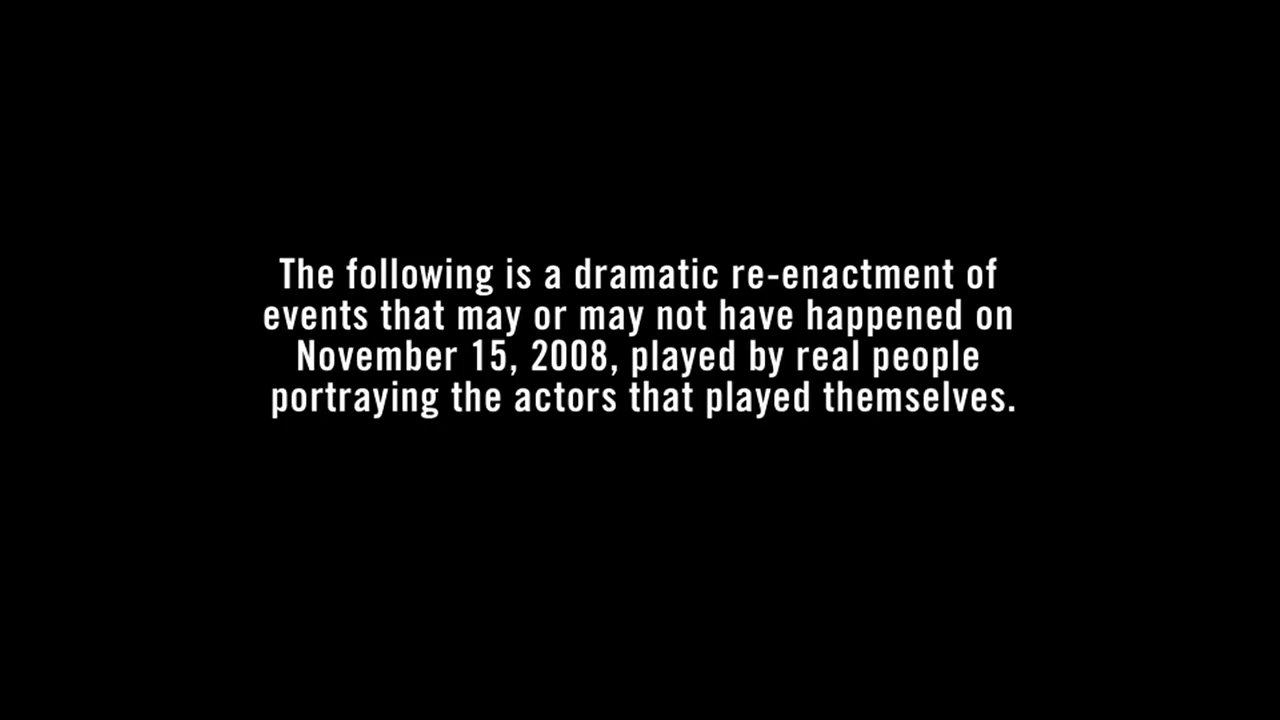 The following is a dramatic re-enactment of
events that may or may not have happened on
November 15, 2008, played by real people
portraying the actors that played themselves.